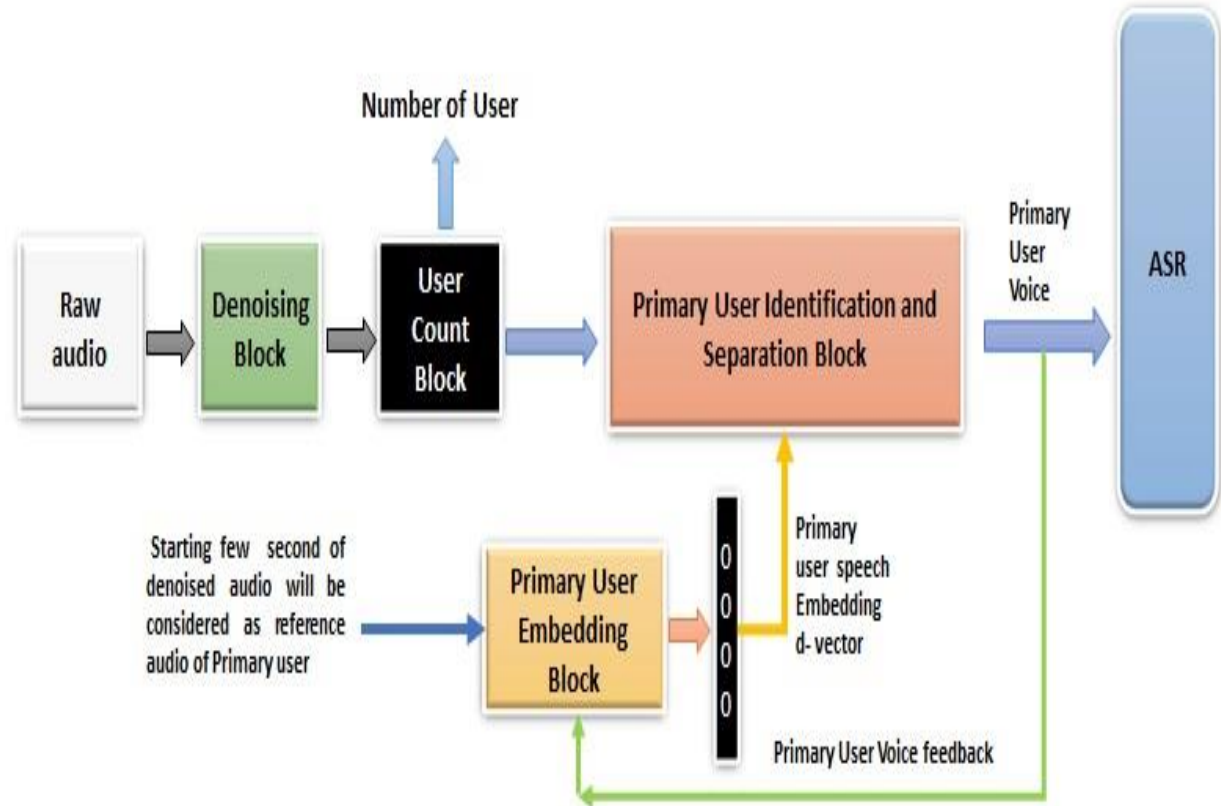 Number of User
Raw
audio
Denoising
Block
User
Count
Block
Primary User Identification and
Separation Block
Primary
User
Voice
ASR
Starting few second of
denoised audio will be
considered as reference
audio of Primary user
Primary User
Embedding
Block
0
0
0
0
Primary
user speech
Embedding
d- vector
Primary User Voice feedback